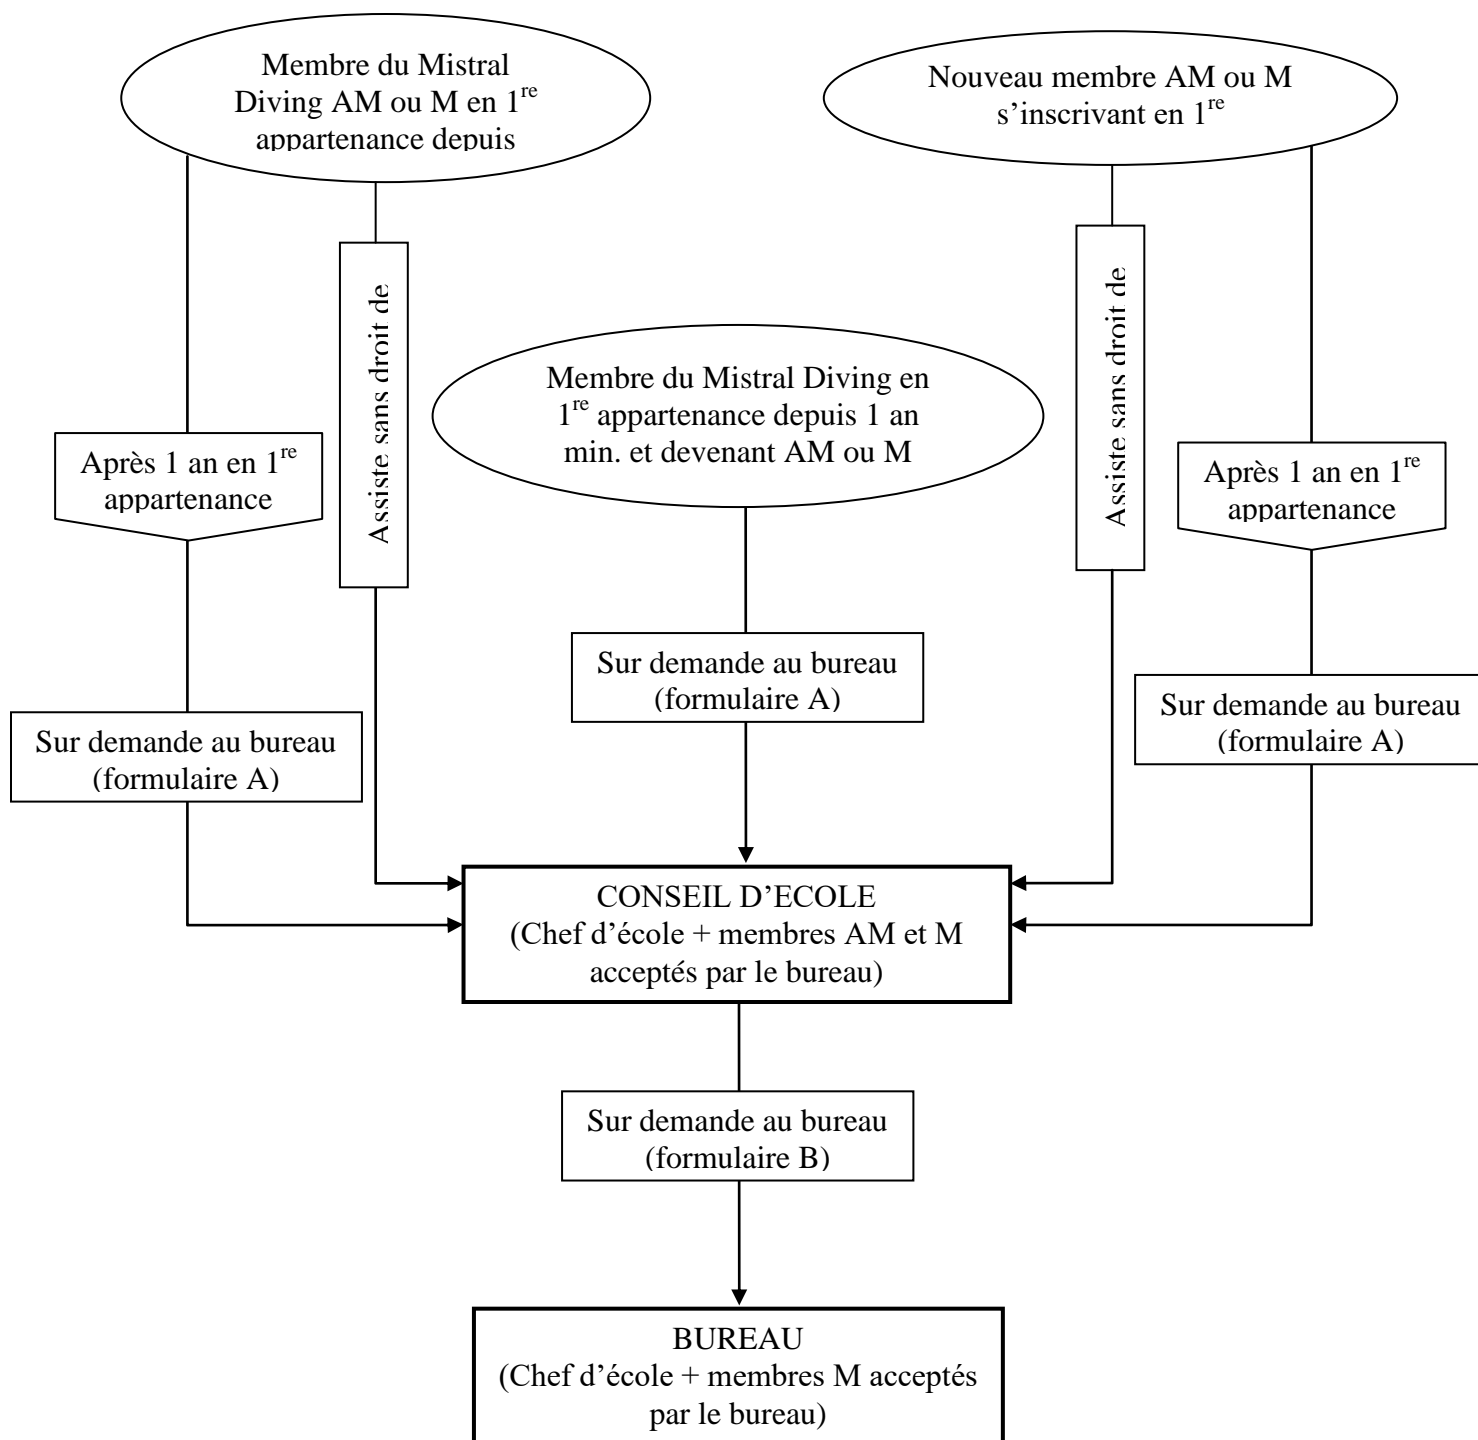 Membre du Mistral
Diving AM ou M en 1re
appartenance depuis
Nouveau membre AM ou M
s’inscrivant en 1re
Assiste sans droit de
Assiste sans droit de
Membre du Mistral Diving en
1re appartenance depuis 1 an
min. et devenant AM ou M
Après 1 an en 1re
appartenance
Après 1 an en 1re
appartenance
Sur demande au bureau
(formulaire A)
Sur demande au bureau
(formulaire A)
Sur demande au bureau
(formulaire A)
CONSEIL D’ECOLE
(Chef d’école + membres AM et M
acceptés par le bureau)
Sur demande au bureau
(formulaire B)
BUREAU
(Chef d’école + membres M acceptés
par le bureau)